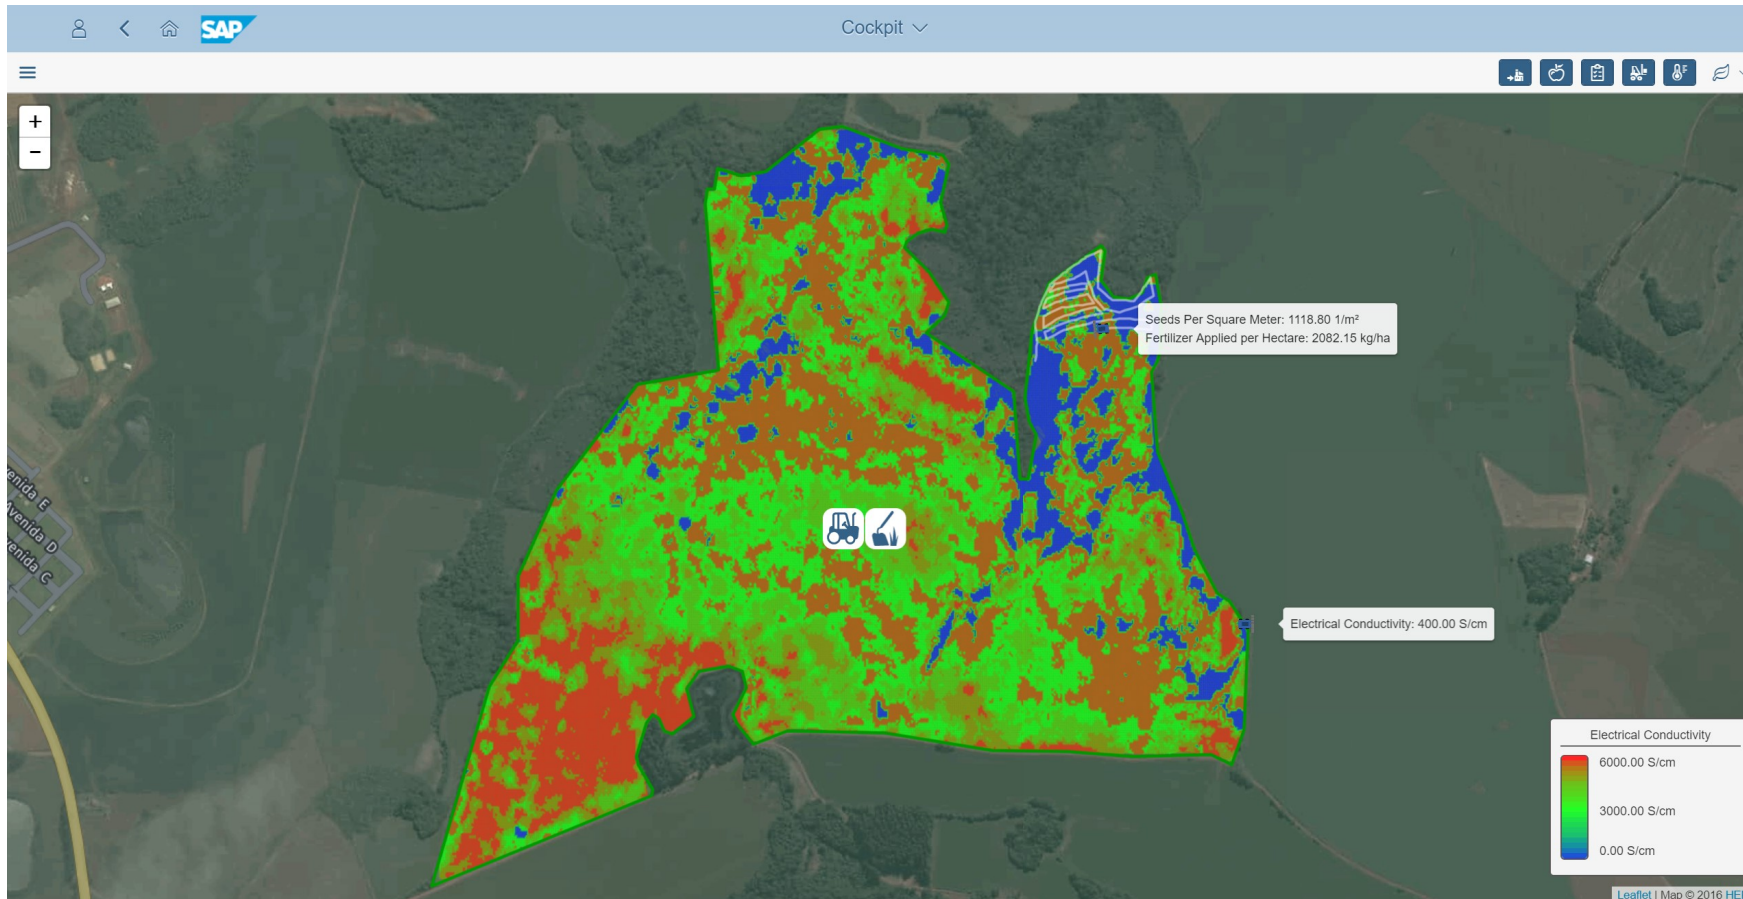 SAP
Cockpit
+
−
Seeds Per Square Meter: 1118.80 1/m²
Fertilizer Applied per Hectare: 2082.15 kg/ha
Avenida D
Electrical Conductivity: 400.00 S/cm
Electrical Conductivity
6000.00 S/cm
3000.00 S/cm
0.00 S/cm
Leaflet | Map © 2016